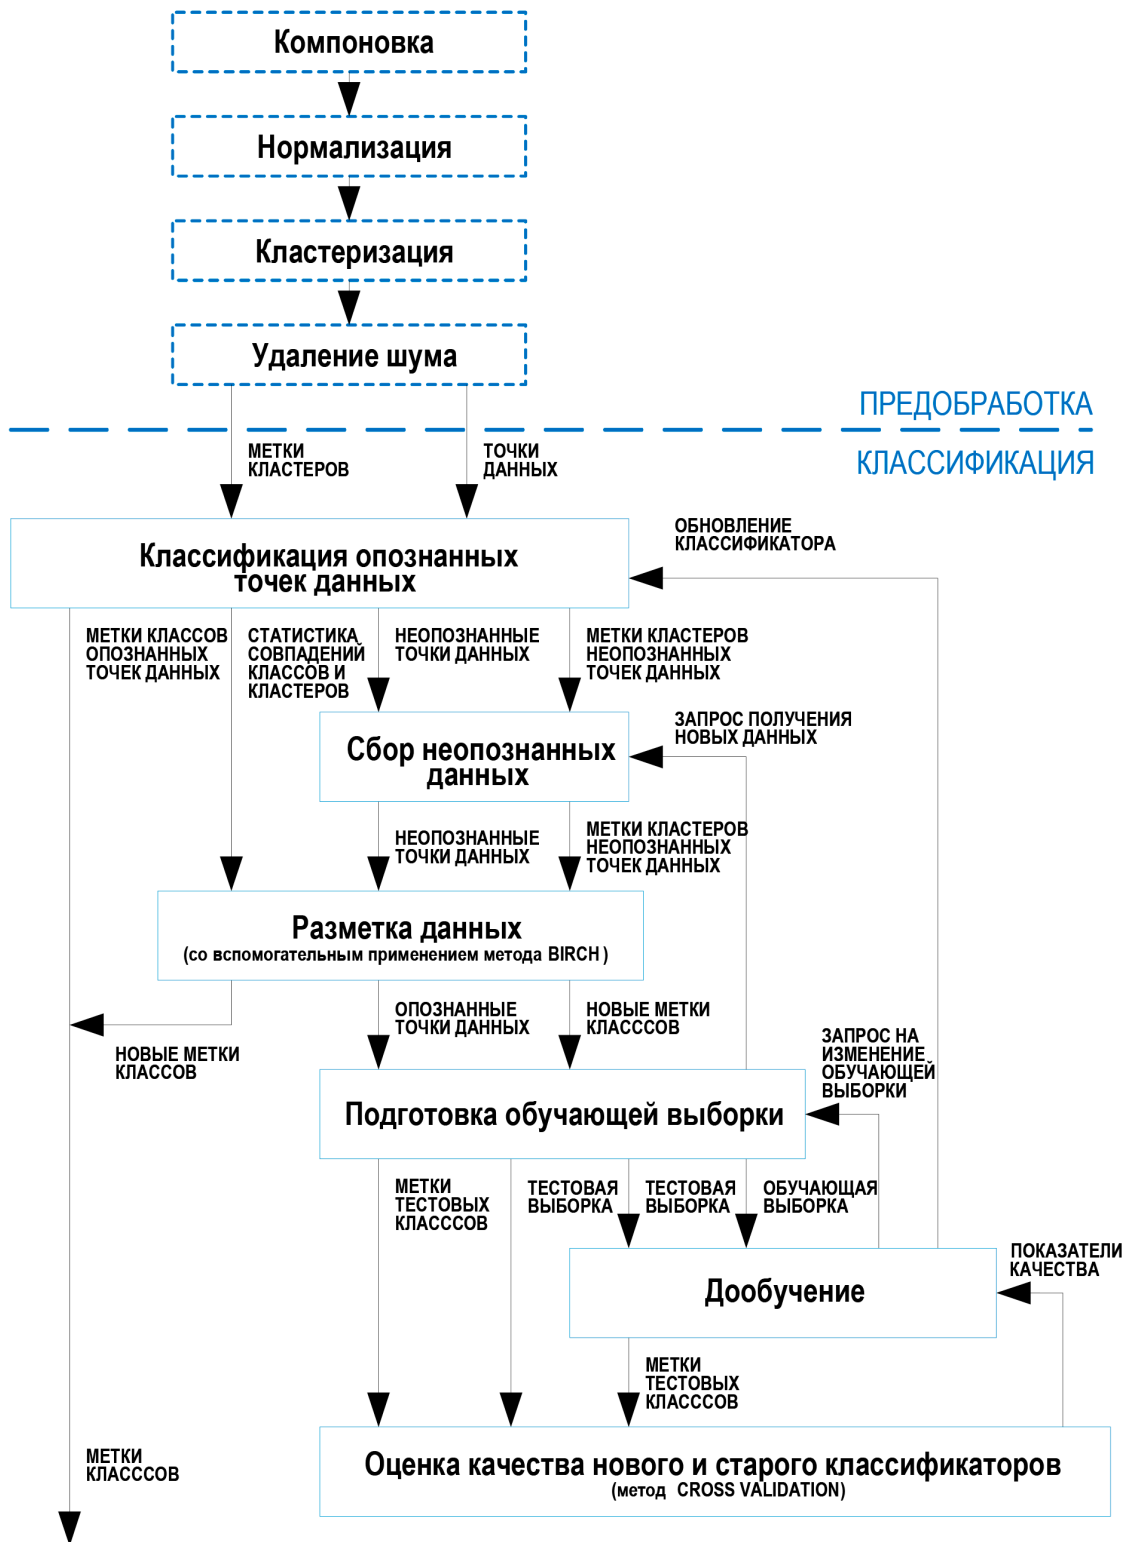 Компоновка
Нормализация
Кластеризация
Удаление шума
ПРЕДОБРАБОТКА
КЛАССИФИКАЦИЯ
МЕТКИ
КЛАСТЕРОВ
ТОЧКИ
ДАННЫХ
Классификация опознанных
точек данных
ОБНОВЛЕНИЕ
КЛАССИФИКАТОРА
МЕТКИ КЛАССОВ
ОПОЗНАННЫХ
ТОЧЕК ДАННЫХ
СТАТИСТИКА
СОВПАДЕНИЙ
КЛАССОВ И
КЛАСТЕРОВ
НЕОПОЗНАННЫЕ
ТОЧКИ ДАННЫХ
МЕТКИ КЛАСТЕРОВ
НЕОПОЗНАННЫХ
ТОЧЕК ДАННЫХ
Сбор неопознанных
данных
ЗАПРОС ПОЛУЧЕНИЯ
НОВЫХ ДАННЫХ
НЕОПОЗНАННЫЕ
ТОЧКИ ДАННЫХ
МЕТКИ КЛАСТЕРОВ
НЕОПОЗНАННЫХ
ТОЧЕК ДАННЫХ
Разметка данных
(со вспомогательным применением метода BIRCH )
НОВЫЕ МЕТКИ
КЛАССОВ
ОПОЗНАННЫЕ
ТОЧКИ ДАННЫХ
НОВЫЕ МЕТКИ
КЛАСССОВ
ЗАПРОС НА
ИЗМЕНЕНИЕ
ОБУЧАЮЩЕЙ
ВЫБОРКИ
Подготовка обучающей выборки
МЕТКИ
ТЕСТОВЫХ
КЛАСССОВ
ТЕСТОВАЯ
ВЫБОРКА
ТЕСТОВАЯ
ВЫБОРКА
ОБУЧАЮЩАЯ
ВЫБОРКА
Дообучение
ПОКАЗАТЕЛИ
КАЧЕСТВА
МЕТКИ
ТЕСТОВЫХ
КЛАСССОВ
Оценка качества нового и старого классификаторов
(метод CROSS VALIDATION)
МЕТКИ
КЛАСССОВ